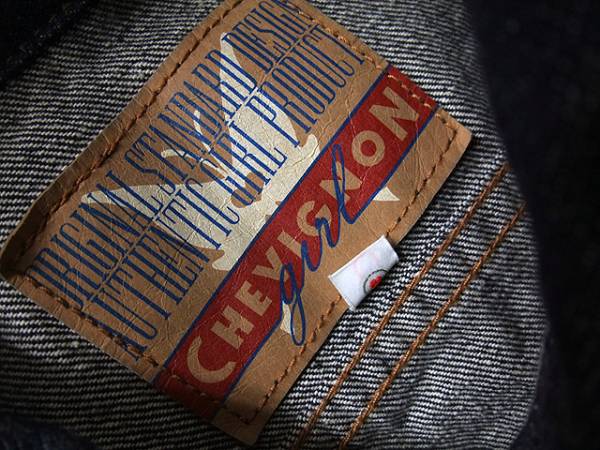 ORIGINAL STANDARD DESIGN
AUTHENTIC GIRL PRODUCT
CHEVIGNON
girl